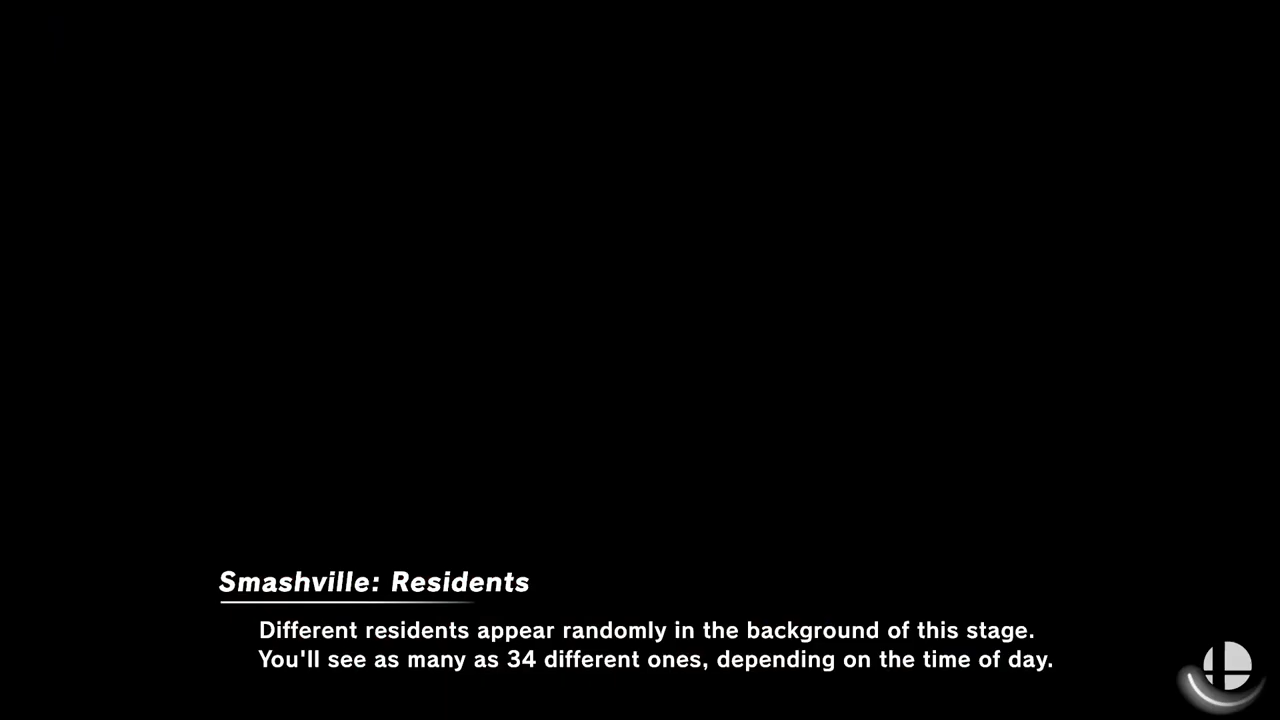 Smashville: Residents
Different residents appear randomly in the background of this stage.
You'll see as many as 34 different ones, depending on the time of day.